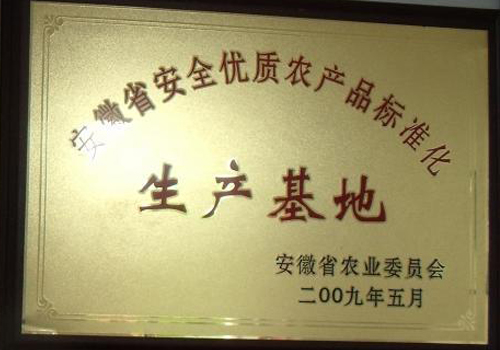 安徽省安全优质农产品标准化
生产基地
安徽省农业委员会
二00九年五月